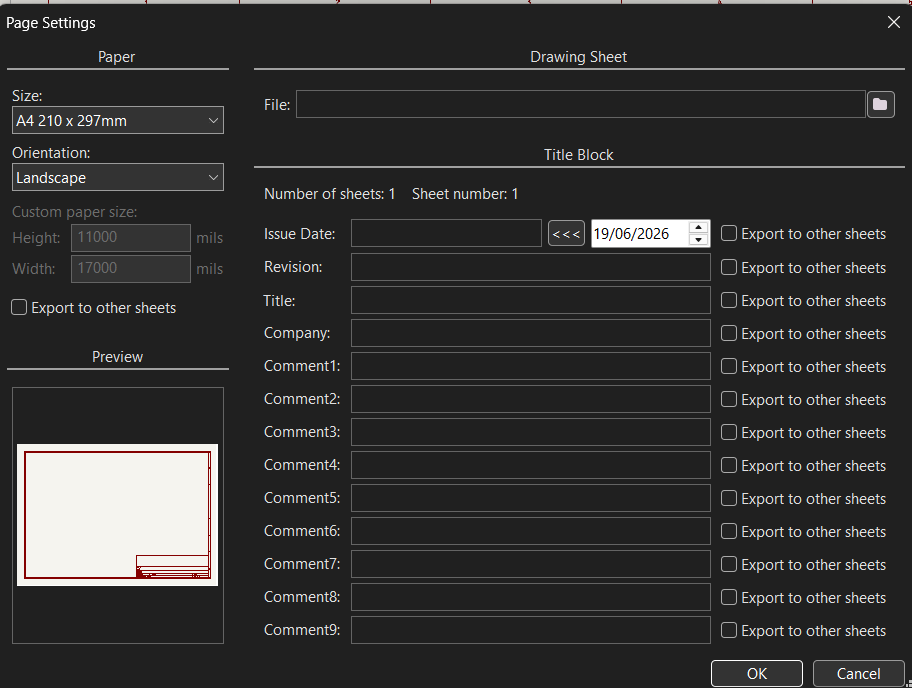 Page Settings
Paper
Size:
A4 210 x 297mm
Orientation:
Landscape
Custom paper size:
Height: 11000 mils
Width: 17000 mils
Export to other sheets
Preview
Drawing Sheet
File:
Title Block
Number of sheets: 1 Sheet number: 1
Issue Date: <<< 19/06/2026 Export to other sheets
Revision: Export to other sheets
Title: Export to other sheets
Company: Export to other sheets
Comment1: Export to other sheets
Comment2: Export to other sheets
Comment3: Export to other sheets
Comment4: Export to other sheets
Comment5: Export to other sheets
Comment6: Export to other sheets
Comment7: Export to other sheets
Comment8: Export to other sheets
Comment9: Export to other sheets
OK Cancel